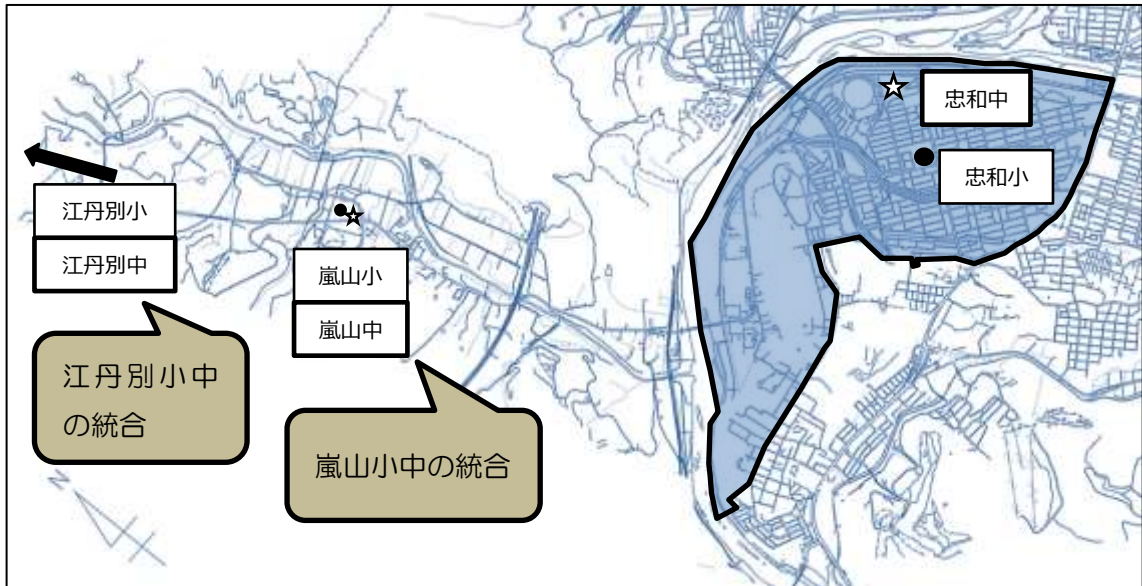 忠和中
忠和小
江丹別小
江丹別中
嵐山小
嵐山中
江丹別小中
の統合
嵐山小中の統合
N